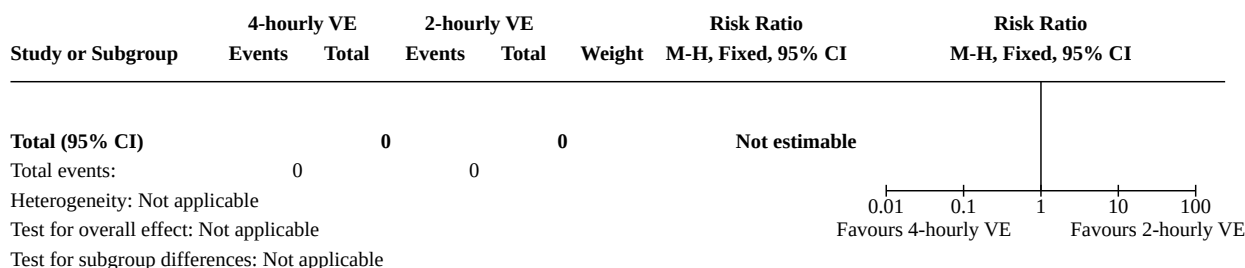 4-hourly VE 2-hourly VE Risk Ratio Risk Ratio
Study or Subgroup Events Total Events Total Weight M-H, Fixed, 95% CI M-H, Fixed, 95% CI
Total (95% CI) 0 0 Not estimable
Total events: 0 0
Heterogeneity: Not applicable
0.01 0.1 1 10 100
Test for overall effect: Not applicable Favours 4-hourly VE Favours 2-hourly VE
Test for subgroup differences: Not applicable